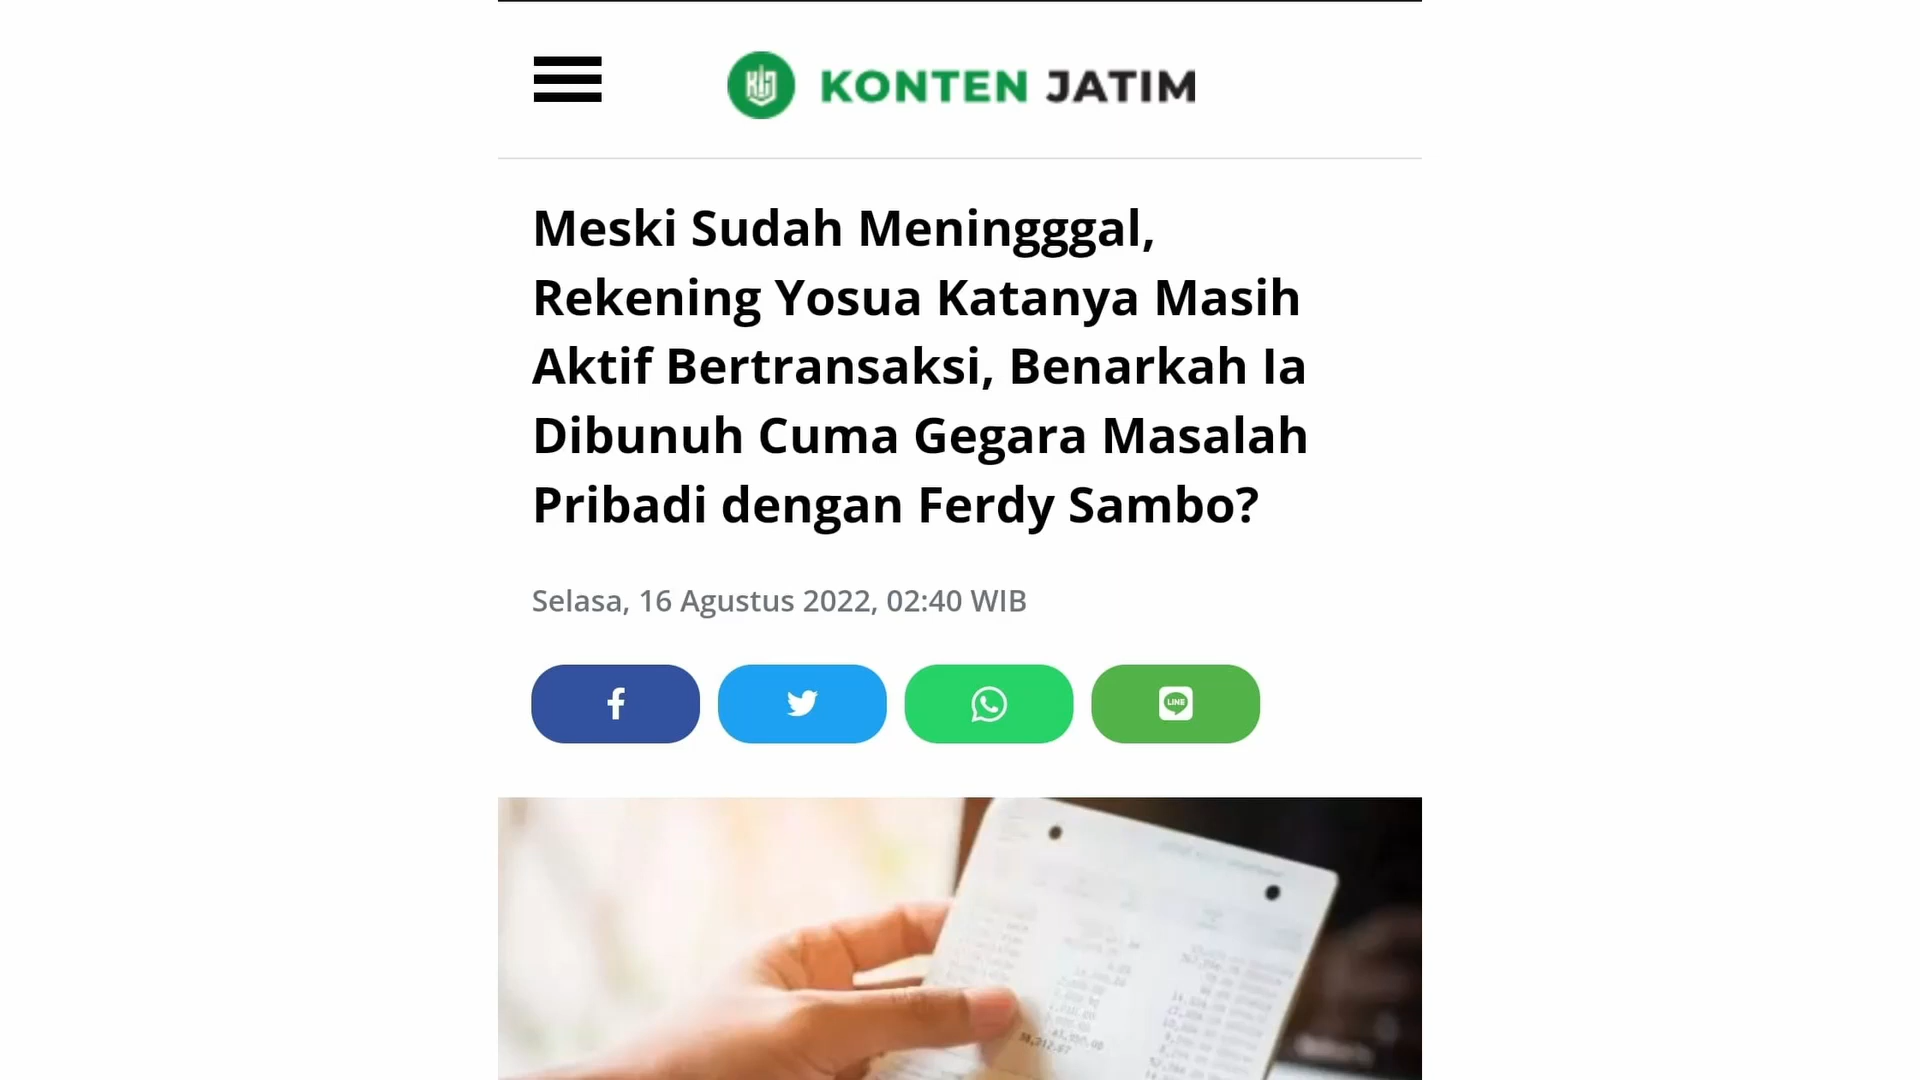 KONTEN JATIM
Meski Sudah Meningggal,
Rekening Yosua Katanya Masih
Aktif Bertransaksi, Benarkah Ia
Dibunuh Cuma Gegara Masalah
Pribadi dengan Ferdy Sambo?
Selasa, 16 Agustus 2022, 02:40 WIB
LINE